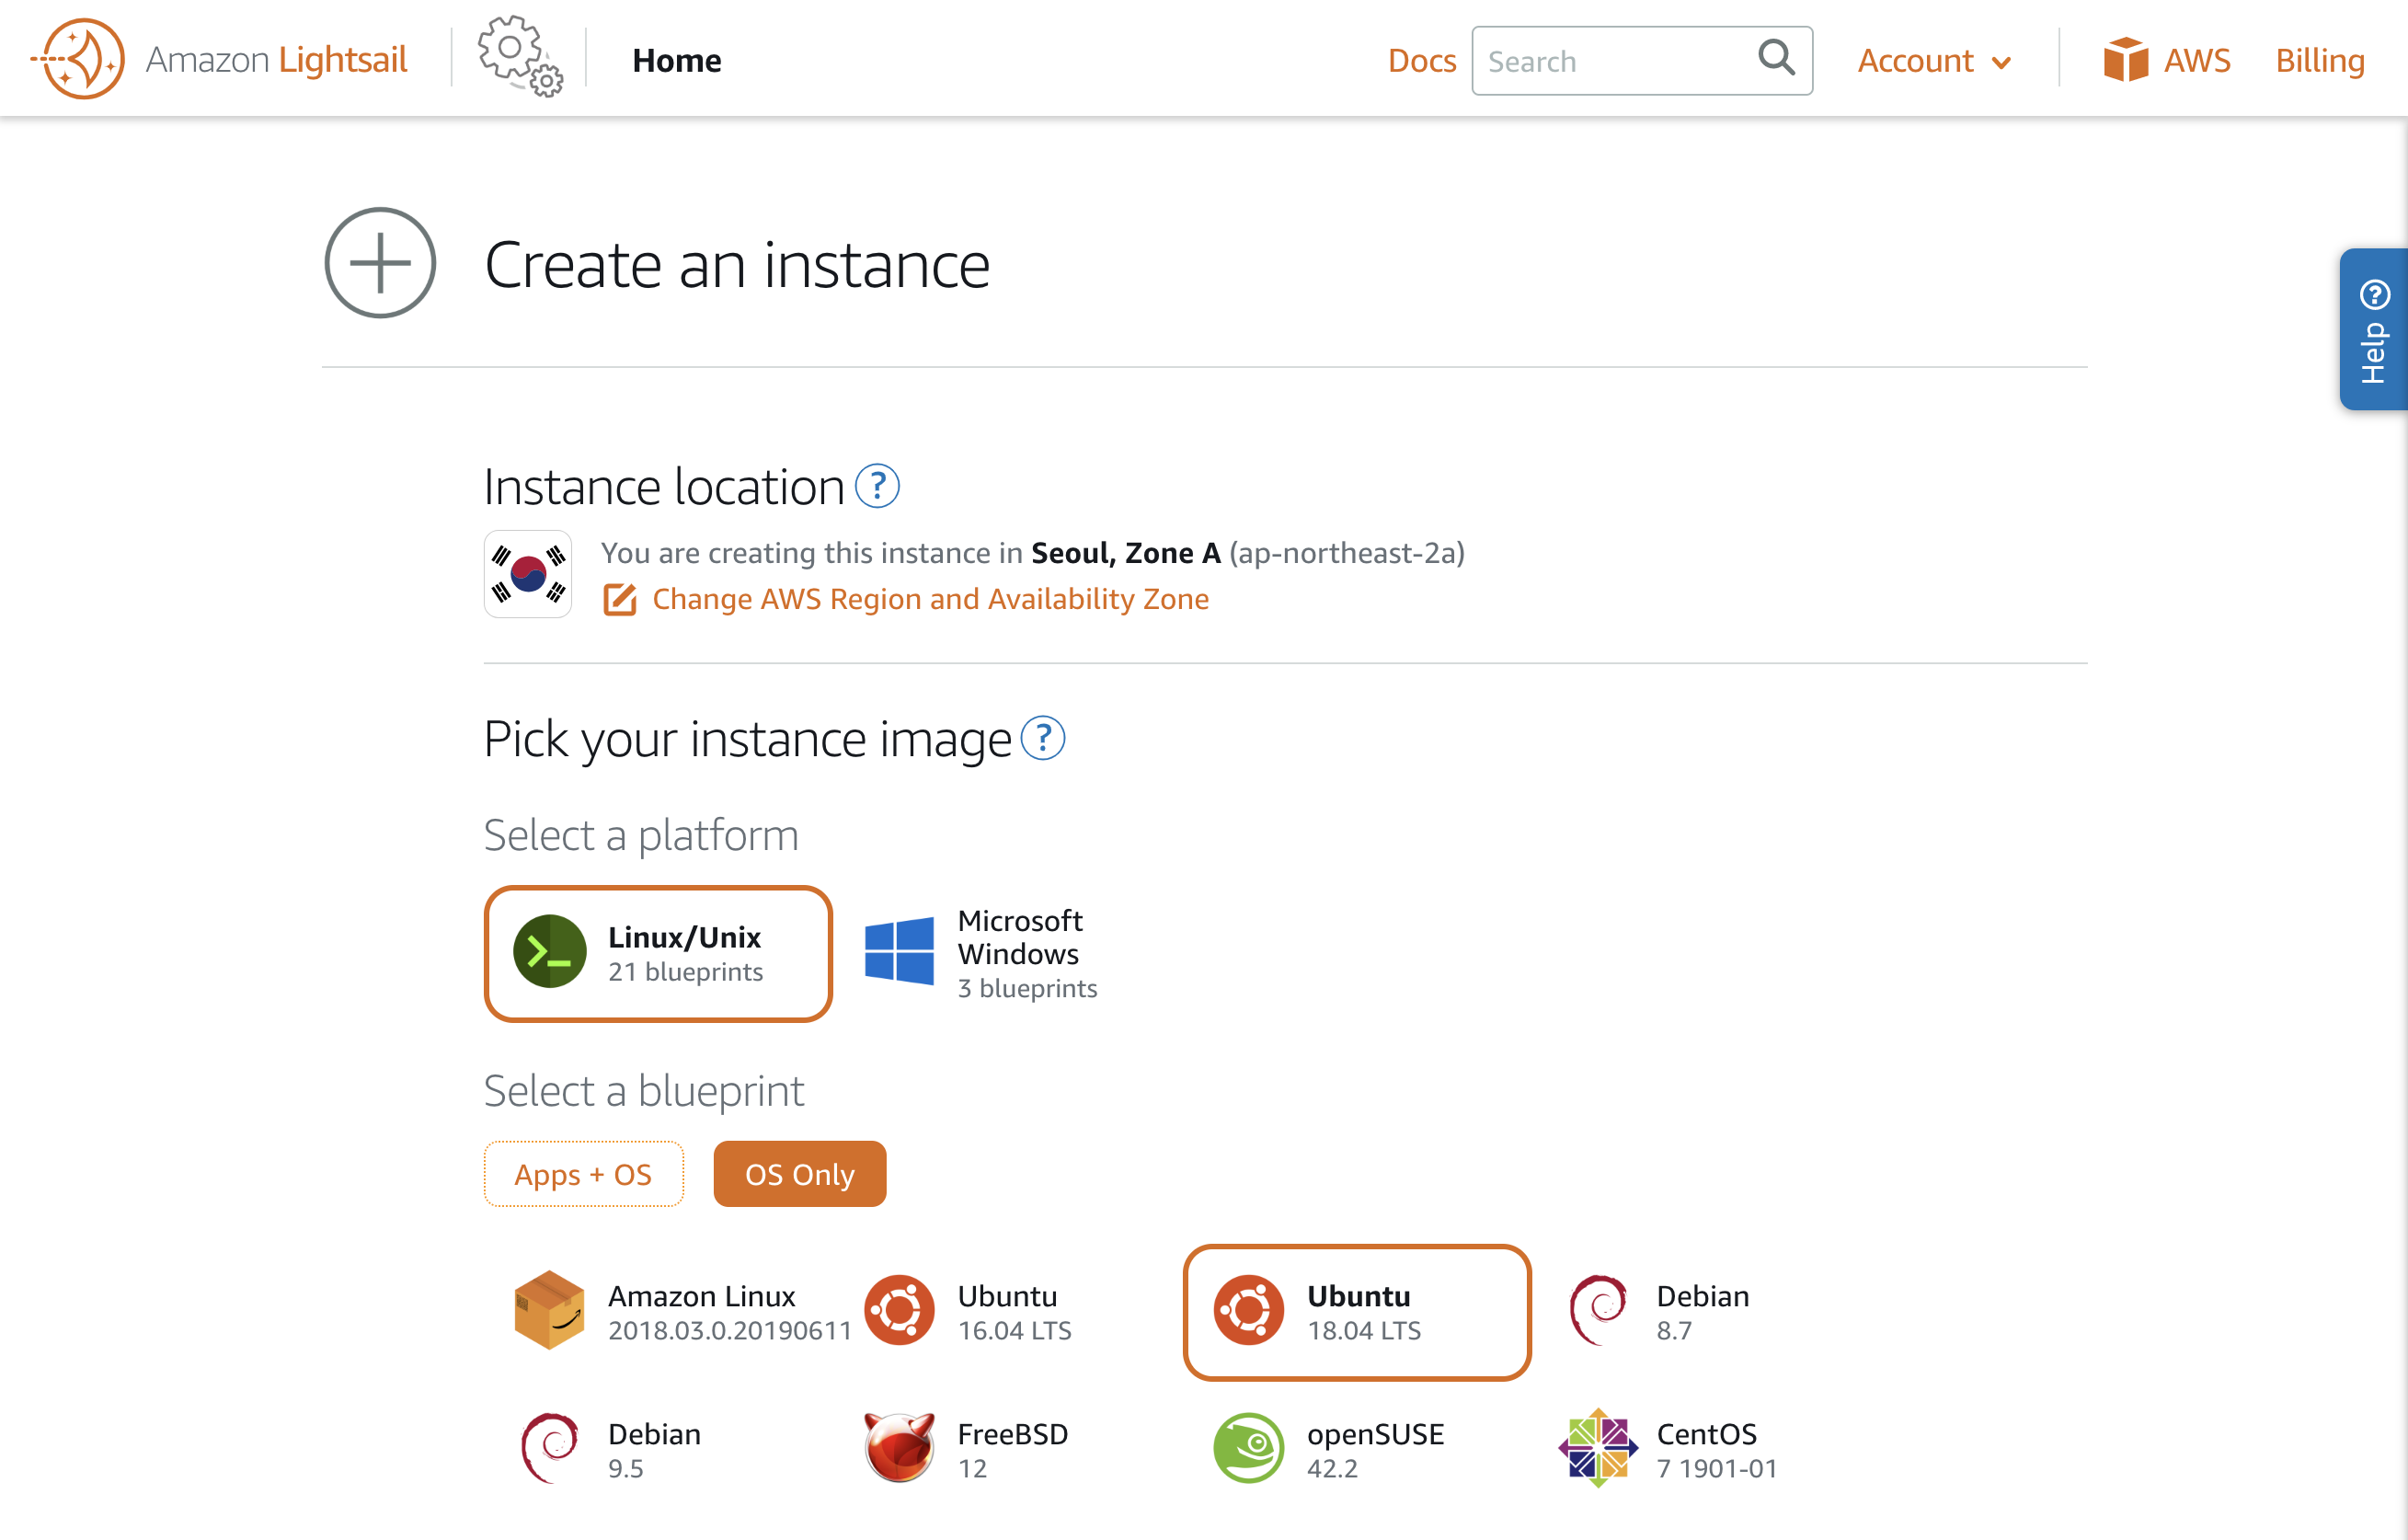 Amazon Lightsail
Home
Docs
Search
Account
AWS
Billing
Create an instance
Help ?
Instance location ?
You are creating this instance in Seoul, Zone A (ap-northeast-2a)
Change AWS Region and Availability Zone
Pick your instance image ?
Select a platform
Linux/Unix
21 blueprints
Microsoft
Windows
3 blueprints
Select a blueprint
Apps + OS
OS Only
Amazon Linux
2018.03.0.20190611
Ubuntu
16.04 LTS
Ubuntu
18.04 LTS
Debian
8.7
Debian
9.5
FreeBSD
12
openSUSE
42.2
CentOS
7 1901-01